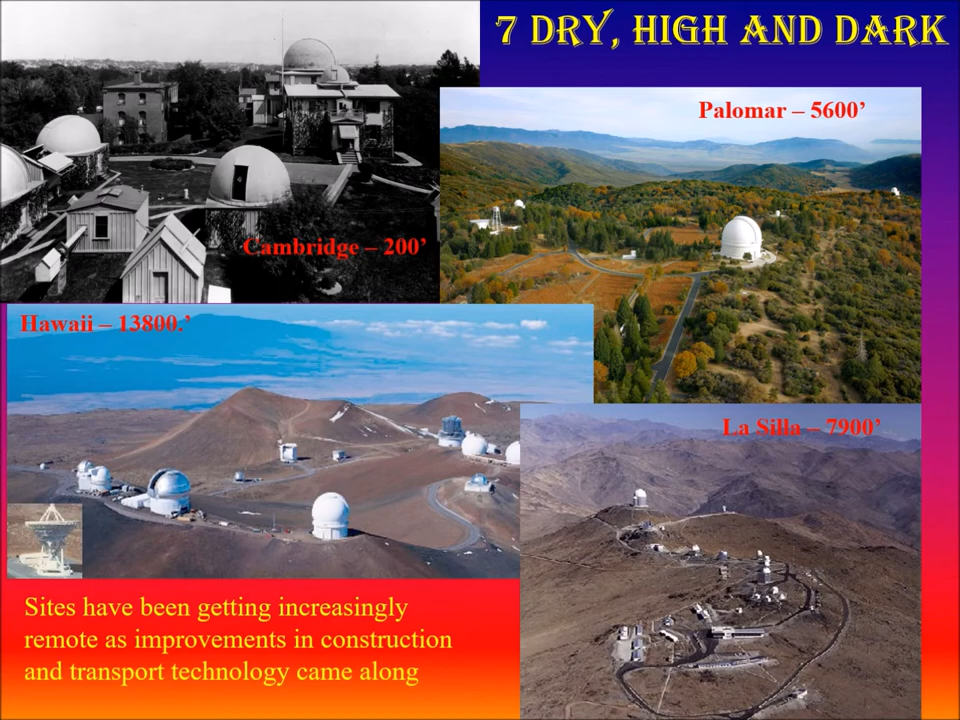 7 DRY, HIGH AND DARK
Palomar – 5600’
Cambridge – 200’
Hawaii – 13800.’
La Silla – 7900’
Sites have been getting increasingly
remote as improvements in construction
and transport technology came along